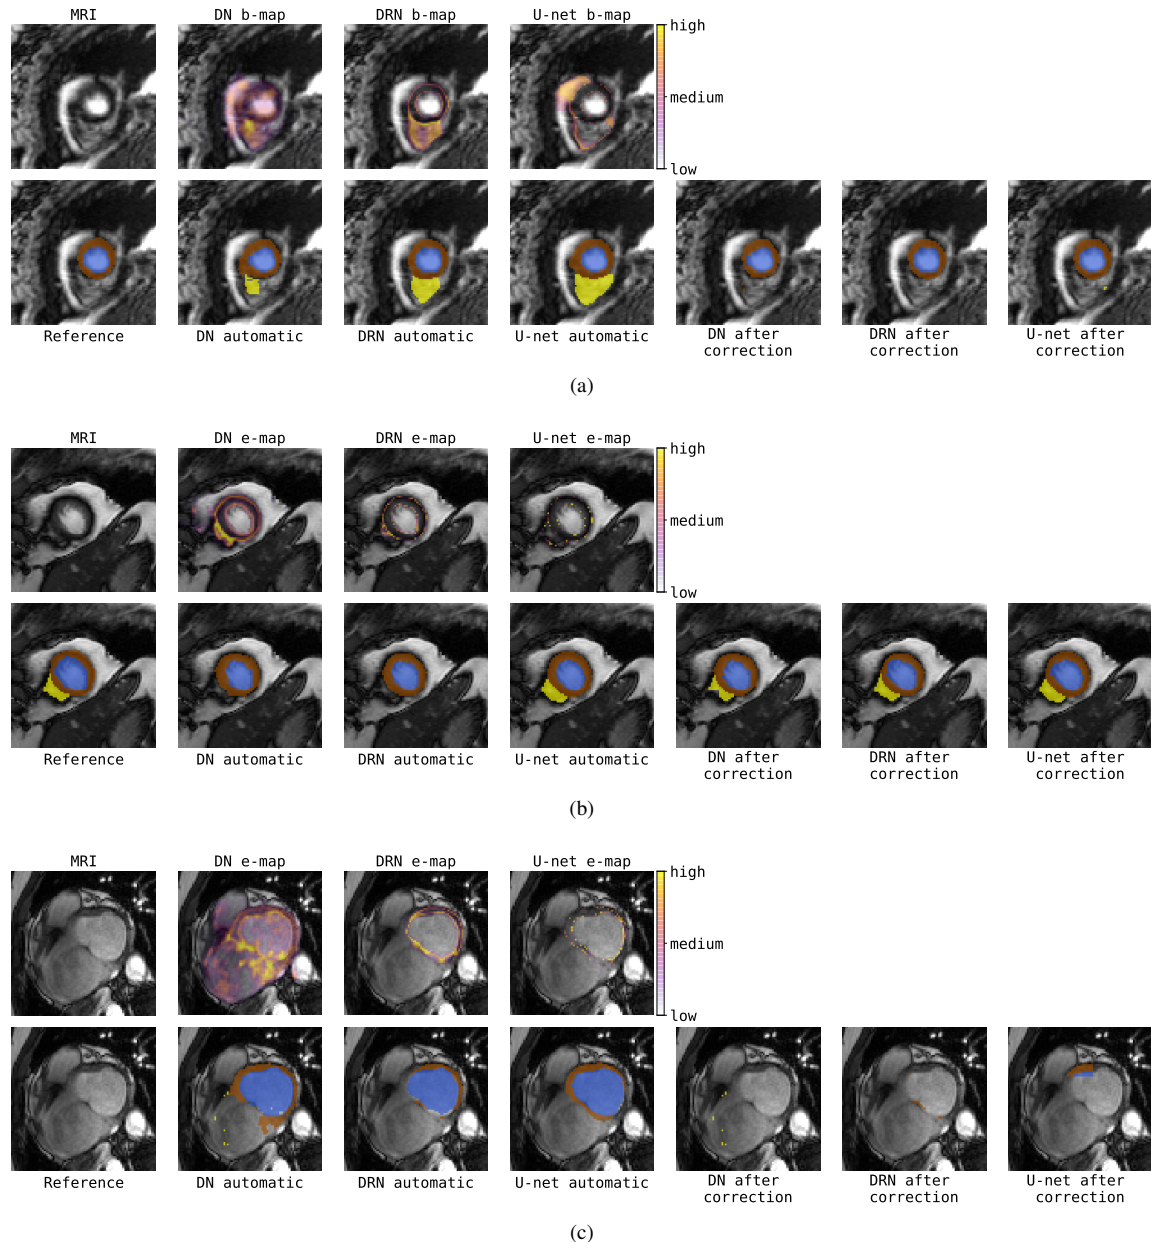 MRI DN b-map DRN b-map U-net b-map
high
medium
low
Reference DN automatic DRN automatic U-net automatic DN after correction DRN after correction U-net after correction
(a)
MRI DN e-map DRN e-map U-net e-map
high
medium
low
Reference DN automatic DRN automatic U-net automatic DN after correction DRN after correction U-net after correction
(b)
MRI DN e-map DRN e-map U-net e-map
high
medium
low
Reference DN automatic DRN automatic U-net automatic DN after correction DRN after correction U-net after correction
(c)